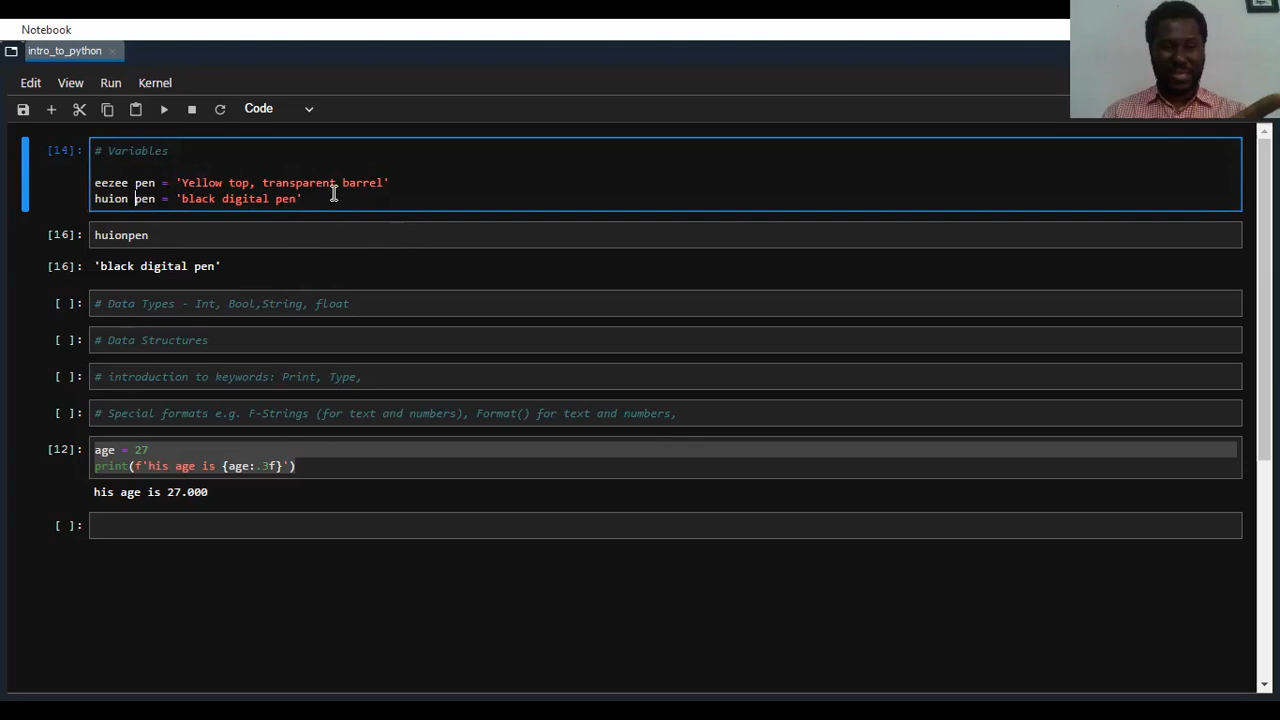 Notebook
intro_to_python
Edit View Run Kernel
Code
[14]: # Variables
eezee pen = 'Yellow top, transparent barrel'
huion pen = 'black digital pen'
[16]: huionpen
[16]: 'black digital pen'
[ ]: # Data Types - Int, Bool,String, float
[ ]: # Data Structures
[ ]: # introduction to keywords: Print, Type,
[ ]: # Special formats e.g. F-Strings (for text and numbers), Format() for text and numbers,
[12]: age = 27
print(f'his age is {age:.3f}')
his age is 27.000
[ ]: